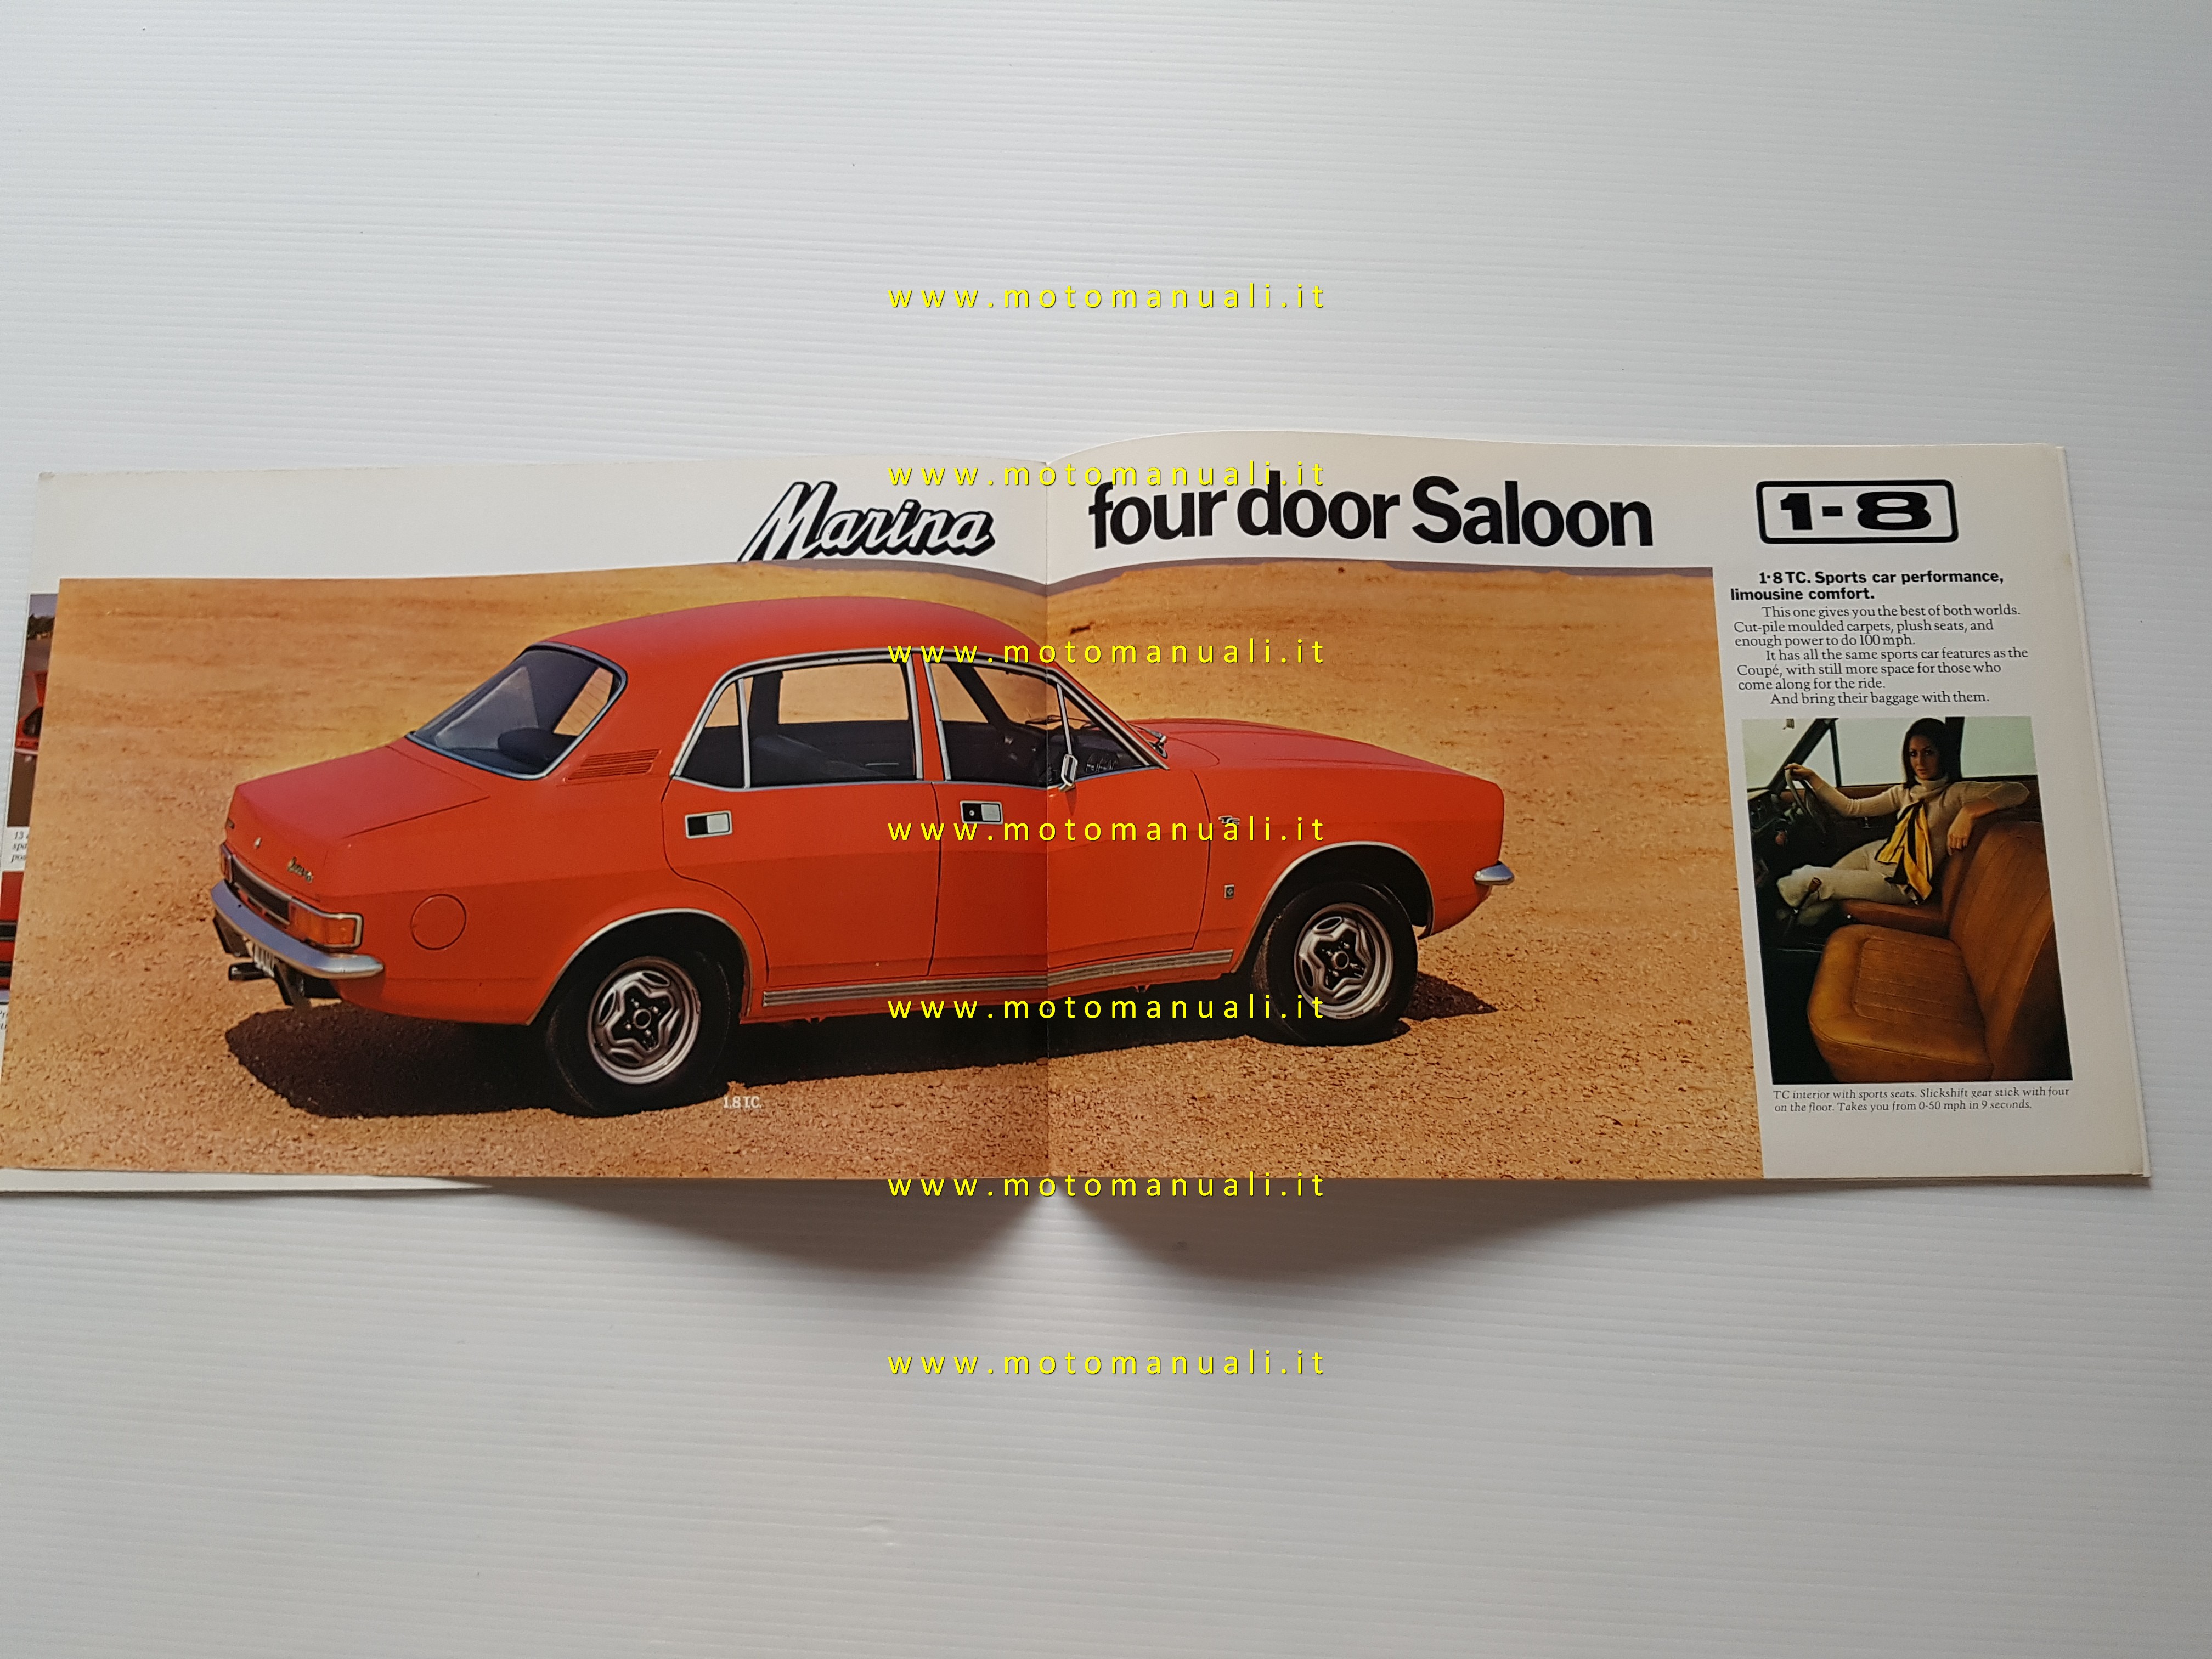 www.motomanuali.it
www.motomanuali.it
Marina four door Saloon
1-8
1·8 TC. Sports car performance,
limousine comfort.
This one gives you the best of both worlds.
Cut-pile moulded carpets, plush seats, and
enough power to do 100 mph.
It has all the same sports car features as the
Coupé, with still more space for those who
come along for the ride.
And bring their baggage with them.
www.motomanuali.it
www.motomanuali.it
TC
13
www.motomanuali.it
1.8 T.C.
TC interior with sports seats. Slickshift gear stick with four
on the floor. Takes you from 0-50 mph in 9 seconds.
www.motomanuali.it
www.motomanuali.it